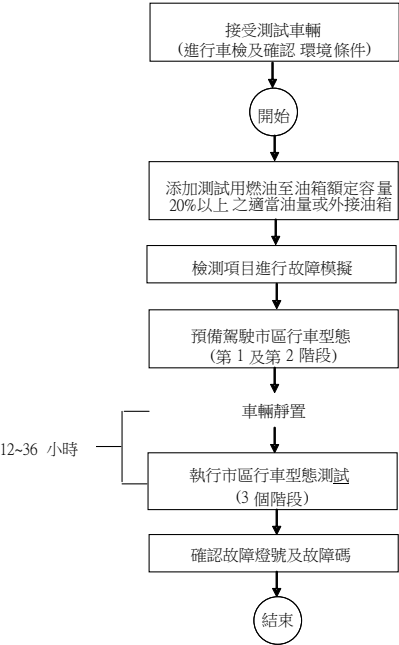 接受測試車輛
(進行車檢及確認 環境條件)
開始
添加測試用燃油至油箱額定容量
20%以上之適當油量或外接油箱
檢測項目進行故障模擬
預備駕駛市區行車型態
(第 1 及第 2 階段)
車輛靜置
12~36 小時
執行市區行車型態測試
(3 個階段)
確認故障燈號及故障碼
結束